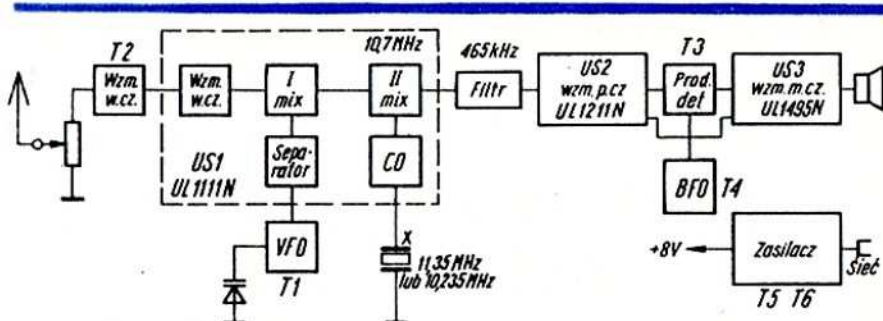 T2
Wzm.
w.cz.
Wzm.
w.cz.
I
mix
10,7MHz
II
mix
465kHz
Filtr
US2
wzm.p.cz
UL1211N
T3
Prod.
det
US3
wzm.m.cz.
UL1495N
US1
UL1111N
Sepa-
rator
CO
BFO
T4
VFO
T1
X
11,35MHz
lub 10,235MHz
+8V
Zasilacz
Sieć
T5 T6